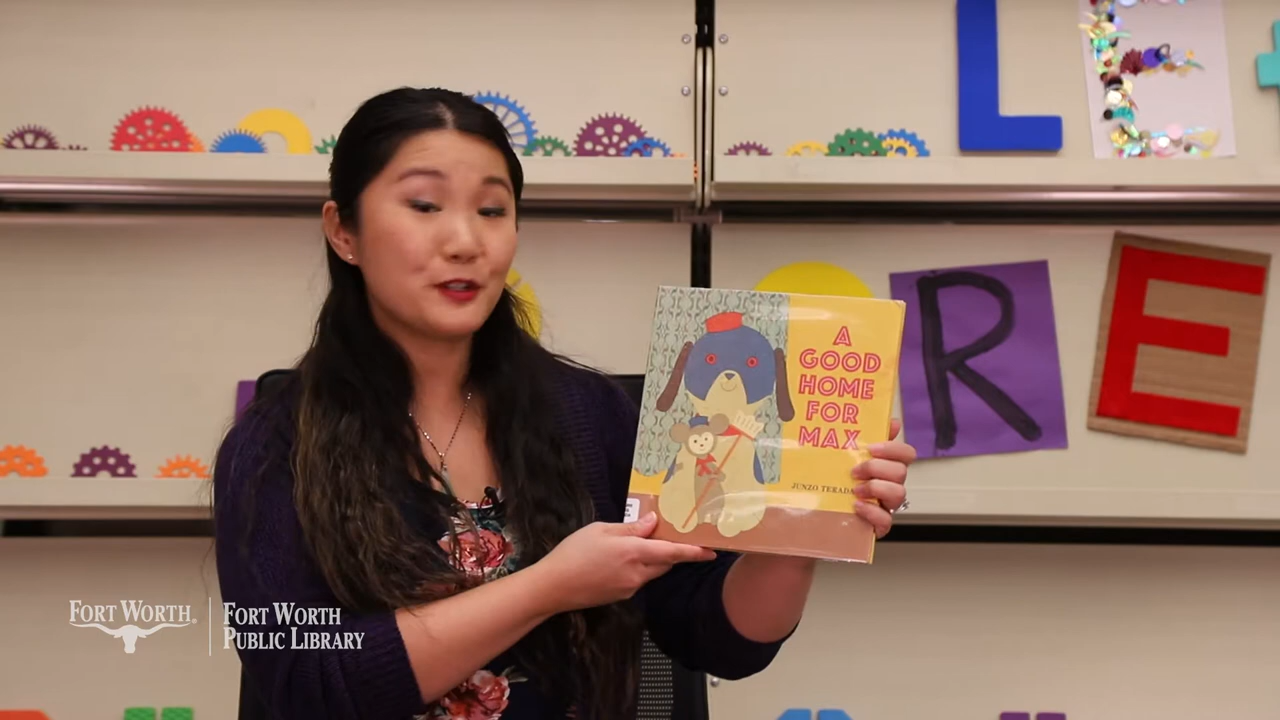 L E
R E
A
GOOD
HOME
FOR
MAX
JUNZO TERADA
FORT WORTH®
FORT WORTH
PUBLIC LIBRARY